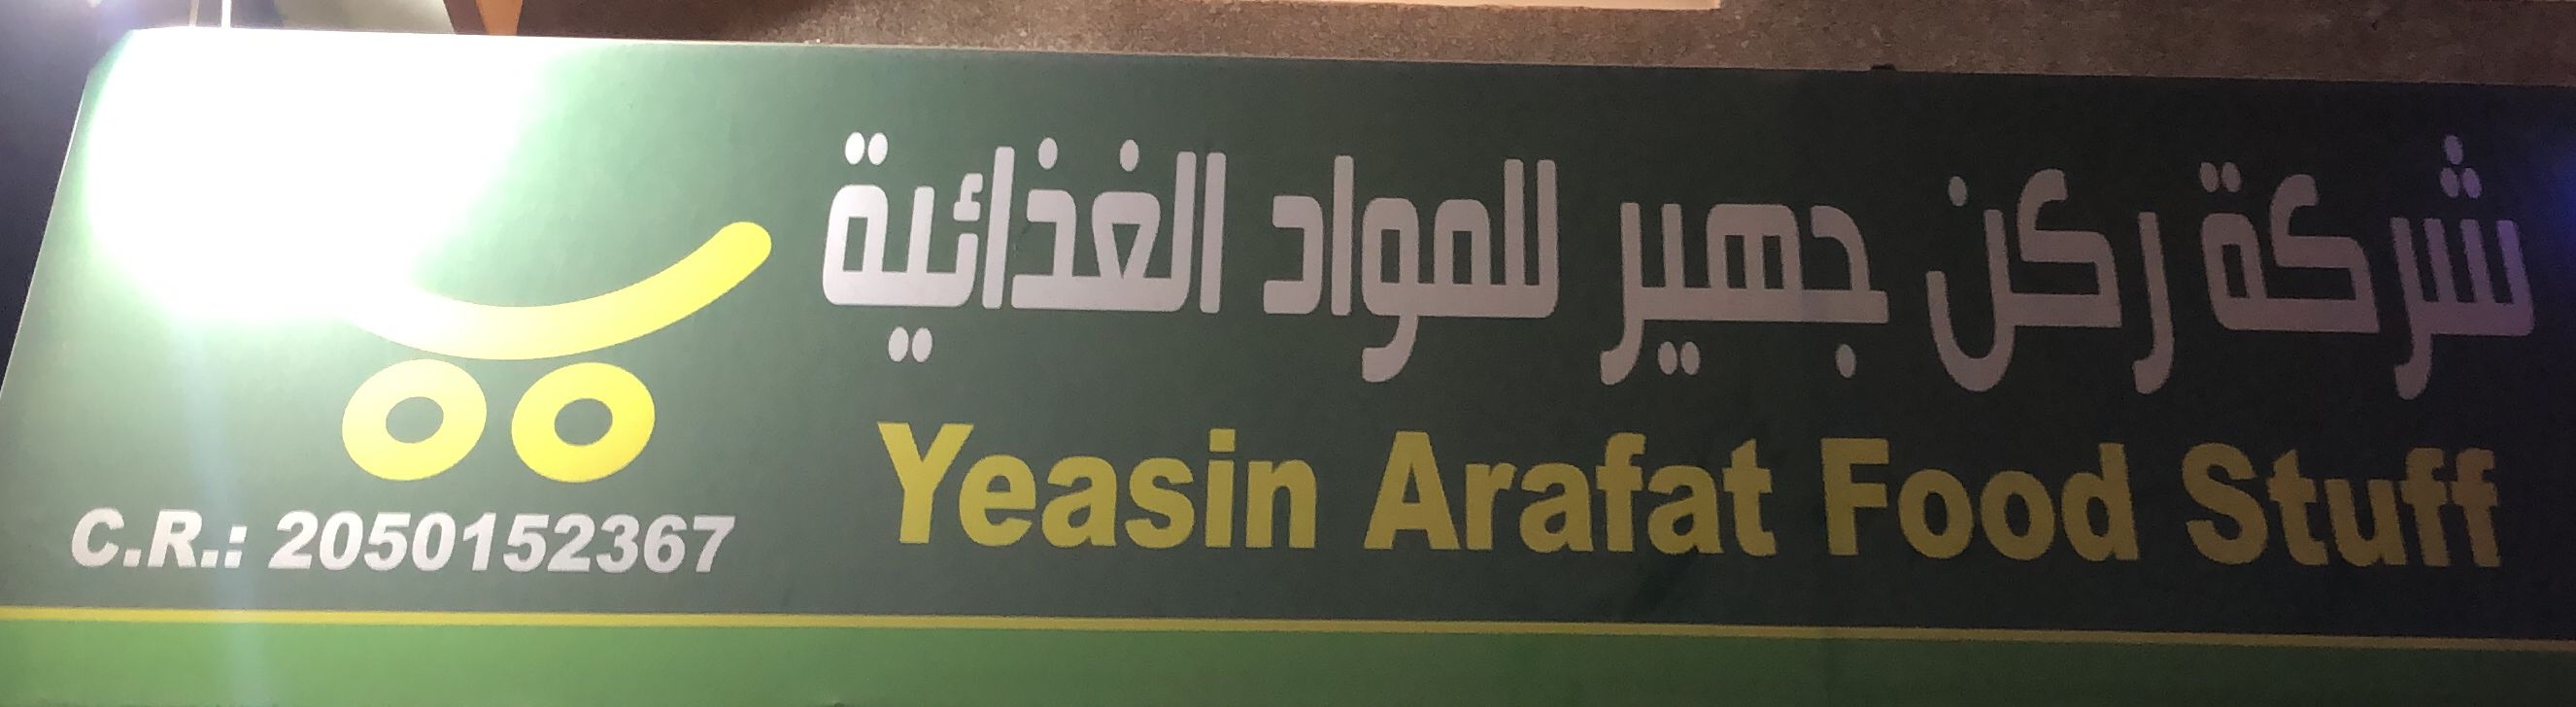 شركة ركن جهير للمواد الغذائية
Yeasin Arafat Food Stuff
C.R.: 2050152367